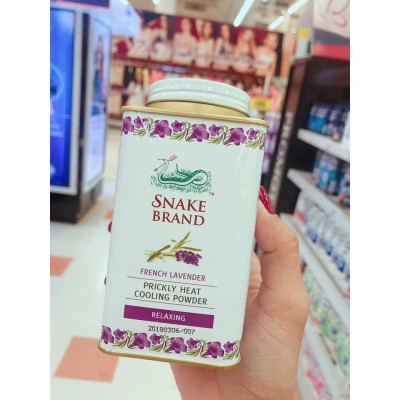 SNAKE
BRAND
FRENCH LAVENDER
PRICKLY HEAT
COOLING POWDER
RELAXING
20180306/007